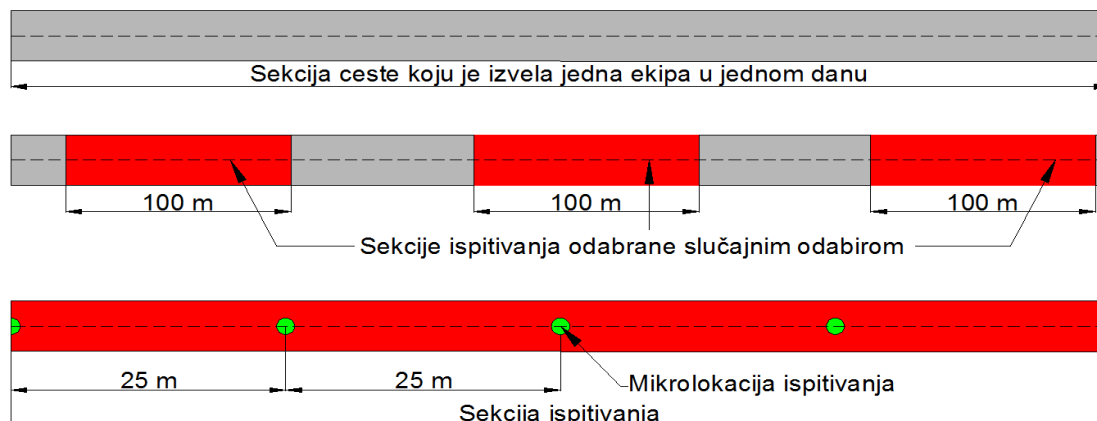 Sekcija ceste koju je izvela jedna ekipa u jednom danu
100 m
100 m
100 m
Sekcije ispitivanja odabrane slučajnim odabirom
25 m
25 m
Mikrolokacija ispitivanja
Sekcija ispitivanja